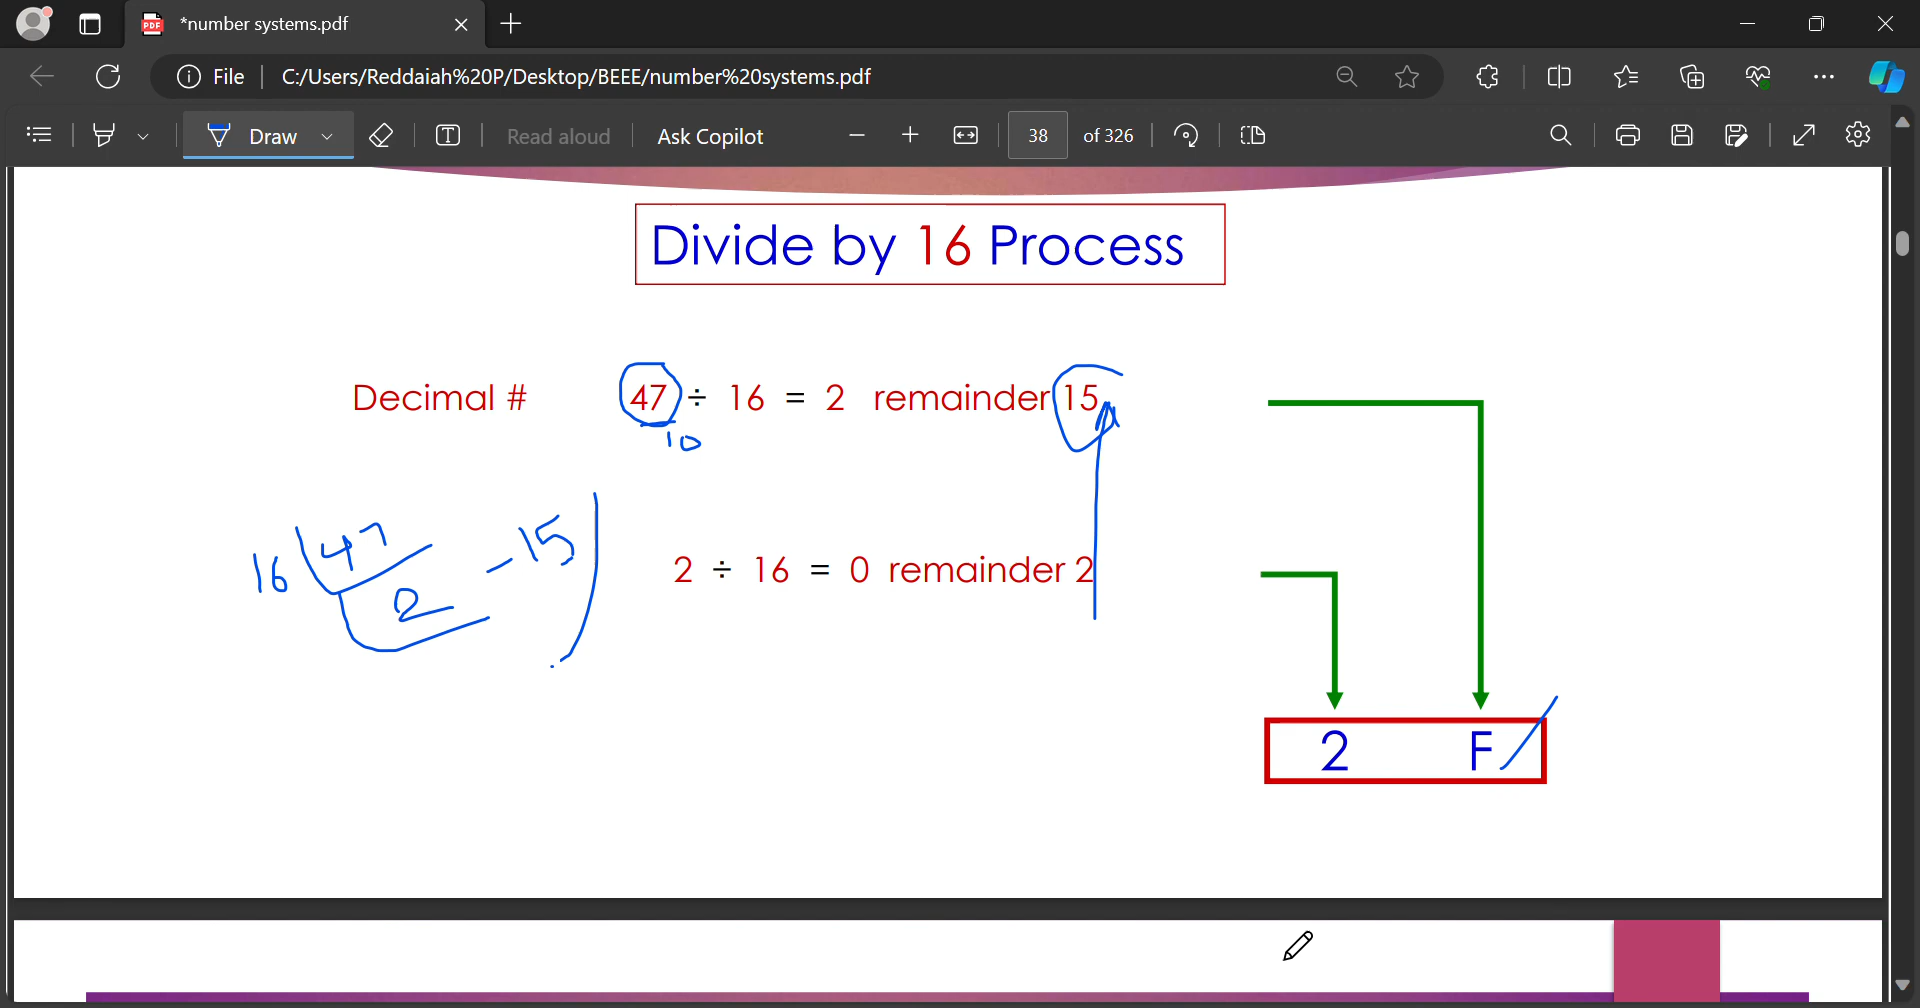 *number systems.pdf
File | C:/Users/Reddaiah%20P/Desktop/BEEE/number%20systems.pdf
Draw Read aloud Ask Copilot 38 of 326
Divide by 16 Process
Decimal # 47 ÷ 16 = 2 remainder 15
10
16 47 - 15
2
2 ÷ 16 = 0 remainder 2
2 F